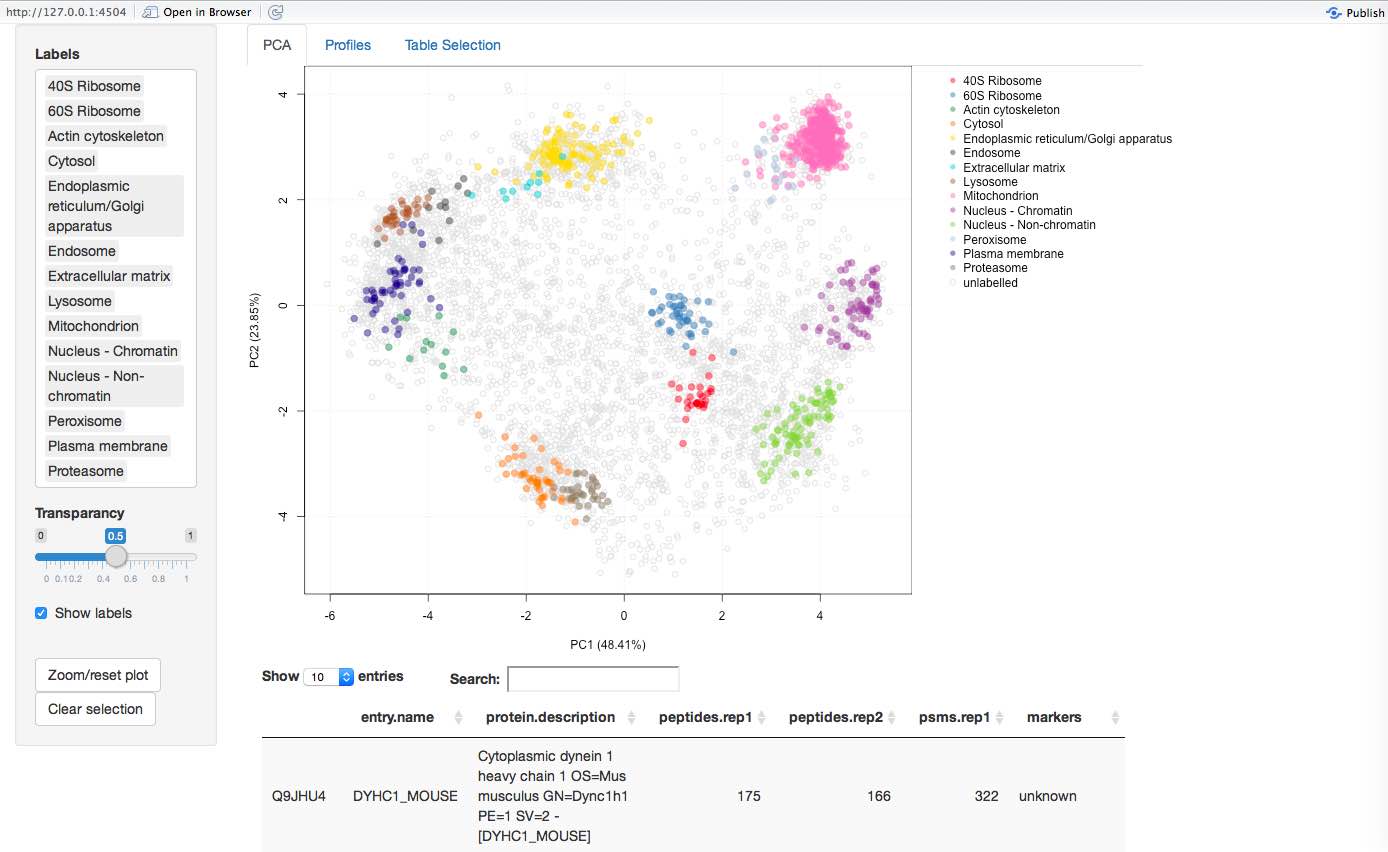 http://127.0.0.1:4504 Open in Browser Publish
Labels
40S Ribosome
60S Ribosome
Actin cytoskeleton
Cytosol
Endoplasmic
reticulum/Golgi
apparatus
Endosome
Extracellular matrix
Lysosome
Mitochondrion
Nucleus - Chromatin
Nucleus - Non-
chromatin
Peroxisome
Plasma membrane
Proteasome
Transparancy
0 0.5 1
0 0.1 0.2 0.4 0.6 0.8 1
Show labels
Zoom/reset plot
Clear selection
PCA Profiles Table Selection
4
2
0
-2
-4
PC2 (23.85%)
-6 -4 -2 0 2 4
PC1 (48.41%)
40S Ribosome
60S Ribosome
Actin cytoskeleton
Cytosol
Endoplasmic reticulum/Golgi apparatus
Endosome
Extracellular matrix
Lysosome
Mitochondrion
Nucleus - Chromatin
Nucleus - Non-chromatin
Peroxisome
Plasma membrane
Proteasome
unlabelled
Show 10 entries Search:
entry.name protein.description peptides.rep1 peptides.rep2 psms.rep1 markers
Cytoplasmic dynein 1
heavy chain 1 OS=Mus
Q9JHU4 DYHC1_MOUSE musculus GN=Dync1h1 175 166 322 unknown
PE=1 SV=2 -
[DYHC1_MOUSE]